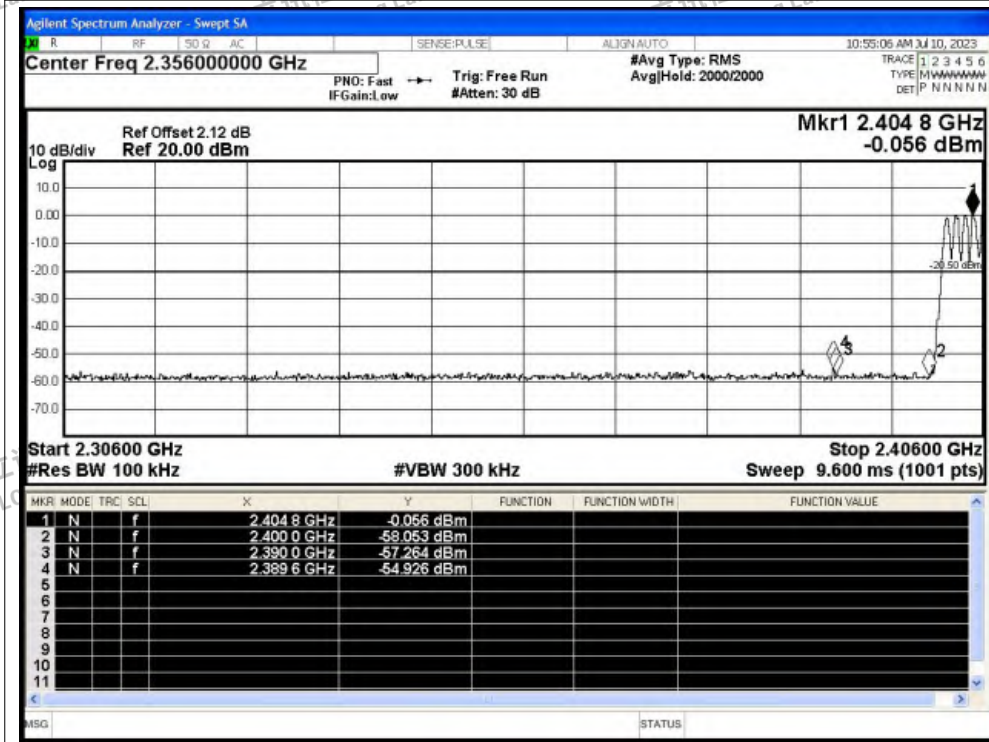 Agilent Spectrum Analyzer - Swept SA
R RF 50 Ω AC SENSE:PULSE ALIGN AUTO 10:55:06 AM Jul 10, 2023
Center Freq 2.356000000 GHz #Avg Type: RMS TRACE 1 2 3 4 5 6
PNO: Fast Trig: Free Run Avg|Hold: 2000/2000 TYPE MWWWWW
IFGain:Low #Atten: 30 dB DET P N N N N N
Ref Offset 2.12 dB Mkr1 2.404 8 GHz
10 dB/div Ref 20.00 dBm -0.056 dBm
Log
1
10.0
0.00
-10.0
-20.0 -20.50 dBm
-30.0
-40.0
4
-50.0 3 2
-60.0
-70.0
Start 2.30600 GHz Stop 2.40600 GHz
#Res BW 100 kHz #VBW 300 kHz Sweep 9.600 ms (1001 pts)
MKR MODE TRC SCL X Y FUNCTION FUNCTION WIDTH FUNCTION VALUE
1 N f 2.404 8 GHz -0.056 dBm
2 N f 2.400 0 GHz -58.053 dBm
3 N f 2.390 0 GHz -57.264 dBm
4 N f 2.389 6 GHz -54.926 dBm
5
6
7
8
9
10
11
MSG STATUS